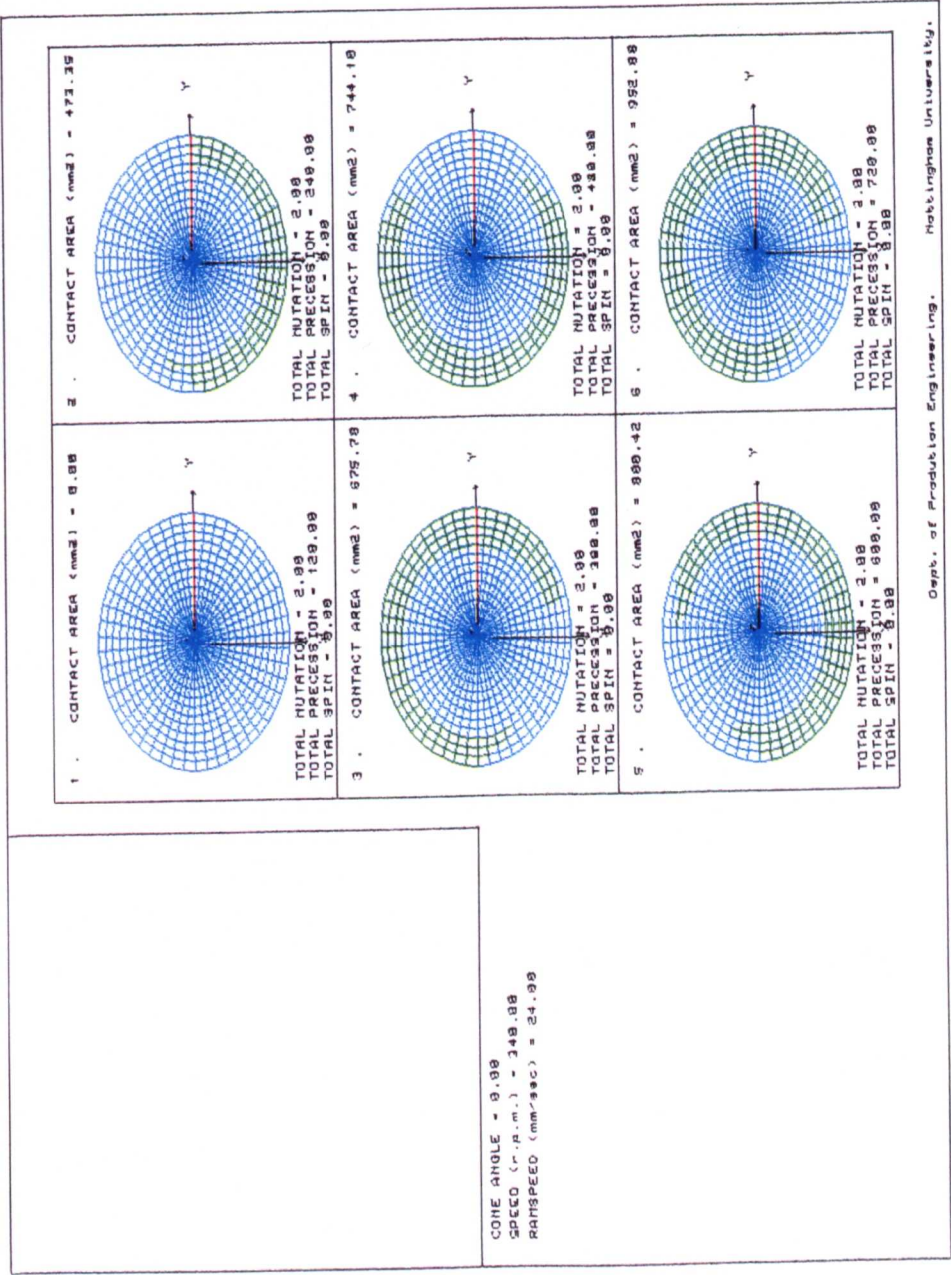 1 . CONTACT AREA (mm2) = 0.00
TOTAL NUTATION = 2.00
TOTAL PRECESSION = 120.00
TOTAL SPIN = 0.00
2 . CONTACT AREA (mm2) = 473.35
TOTAL NUTATION = 2.00
TOTAL PRECESSION = 240.00
TOTAL SPIN = 0.00
3 . CONTACT AREA (mm2) = 675.78
TOTAL NUTATION = 2.00
TOTAL PRECESSION = 360.00
TOTAL SPIN = 0.00
4 . CONTACT AREA (mm2) = 744.10
TOTAL NUTATION = 2.00
TOTAL PRECESSION = 480.00
TOTAL SPIN = 0.00
5 . CONTACT AREA (mm2) = 800.42
TOTAL NUTATION = 2.00
TOTAL PRECESSION = 600.00
TOTAL SPIN = 0.00
6 . CONTACT AREA (mm2) = 952.08
TOTAL NUTATION = 2.00
TOTAL PRECESSION = 720.00
TOTAL SPIN = 0.00
Y
Y
Y
Y
Y
Y
CONE ANGLE = 0.00
SPEED (r.p.m.) = 340.00
RAMSPEED (mm/sec) = 24.00
Dept. of Prodution Engineering. Nottingham University.